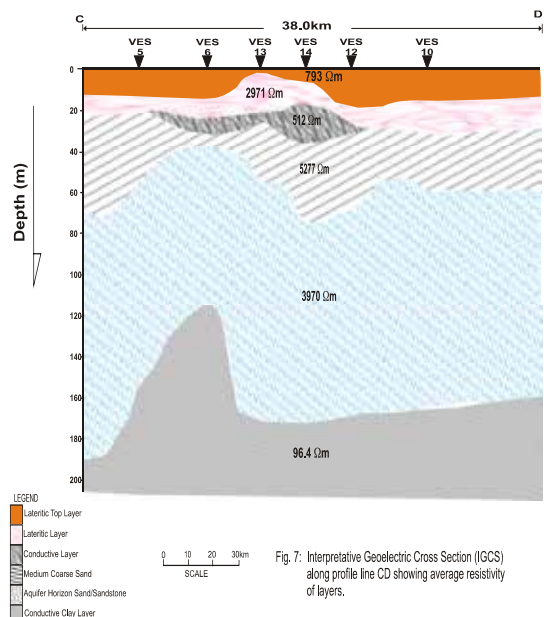 C
D
38.0km
VES 5
VES 6
VES 13
VES 14
VES 12
VES 10
0
20
40
60
80
100
120
140
160
180
200
Depth (m)
793 Ωm
2971 Ωm
512 Ωm
5277 Ωm
3970 Ωm
96.4 Ωm
LEGEND
Lateritic Top Layer
Lateritic Layer
Conductive Layer
Medium Coarse Sand
Aquifer Horizon Sand/Sandstone
Conductive Clay Layer
0 10 20 30km
SCALE
Fig. 7: Interpretative Geoelectric Cross Section (IGCS)
along profile line CD showing average resistivity
of layers.